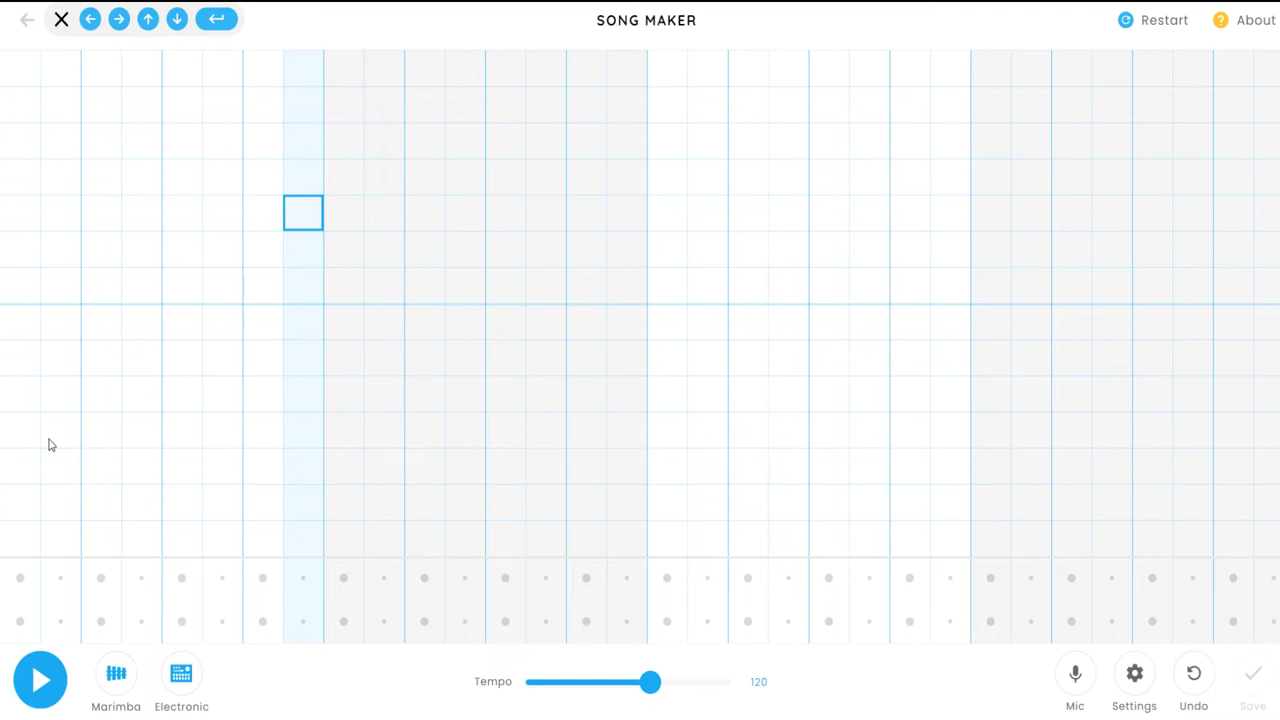 SONG MAKER
Restart
About
Marimba
Electronic
Tempo
120
Mic
Settings
Undo
Save